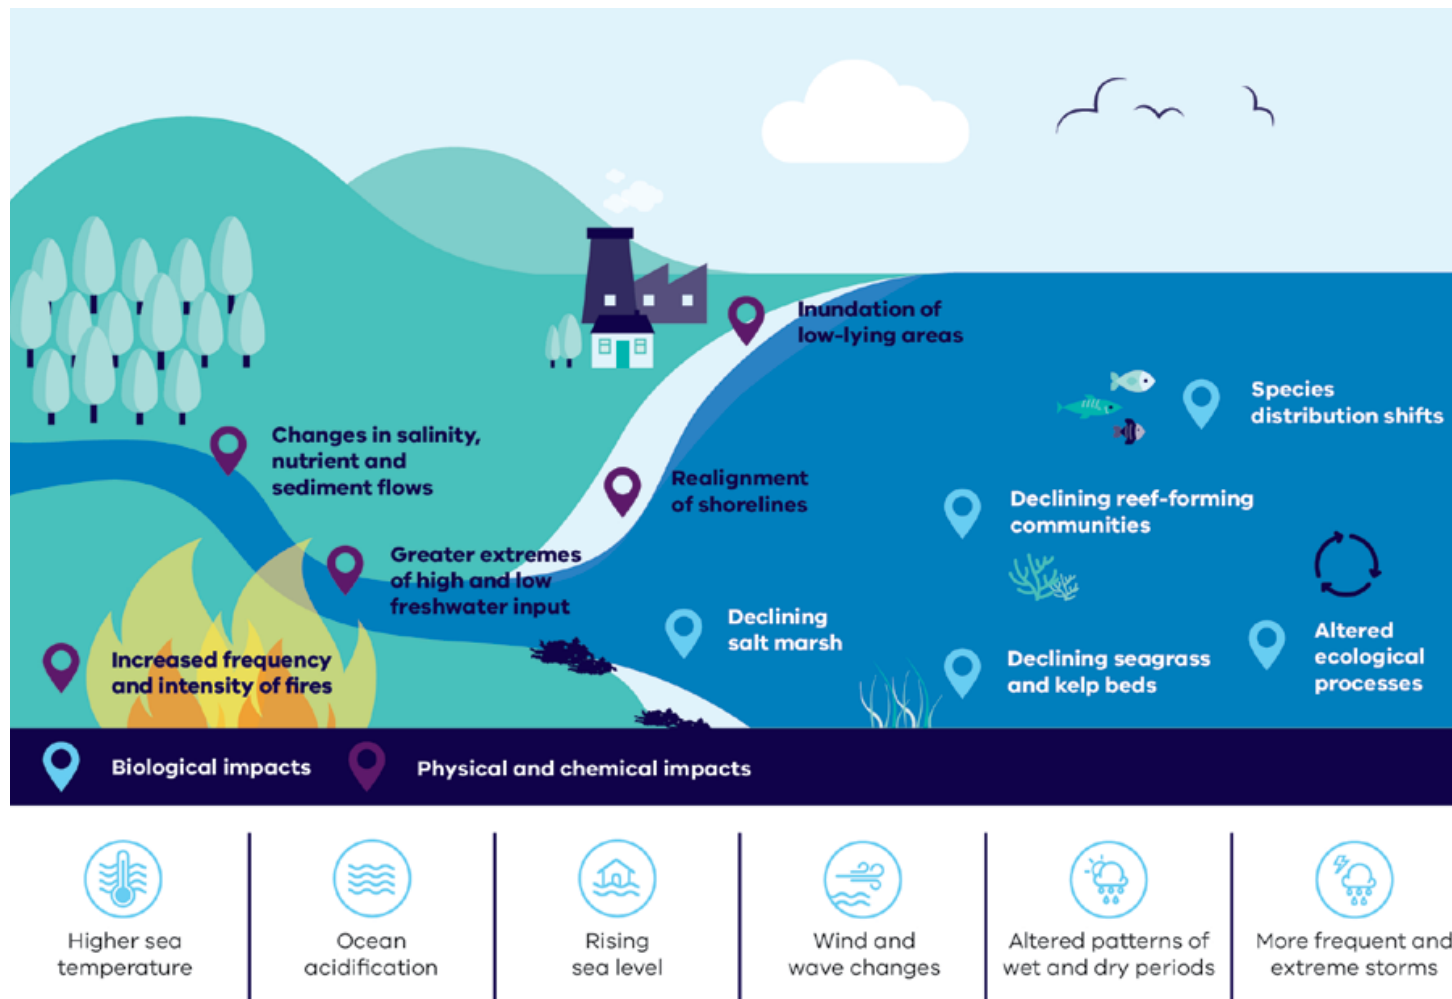 Inundation of
low-lying areas
Species
distribution shifts
Changes in salinity,
nutrient and
sediment flows
Realignment
of shorelines
Declining reef-forming
communities
Greater extremes
of high and low
freshwater input
Declining
salt marsh
Altered
ecological
processes
Increased frequency
and intensity of fires
Declining seagrass
and kelp beds
Biological impacts
Physical and chemical impacts
Higher sea
temperature
Ocean
acidification
Rising
sea level
Wind and
wave changes
Altered patterns of
wet and dry periods
More frequent and
extreme storms